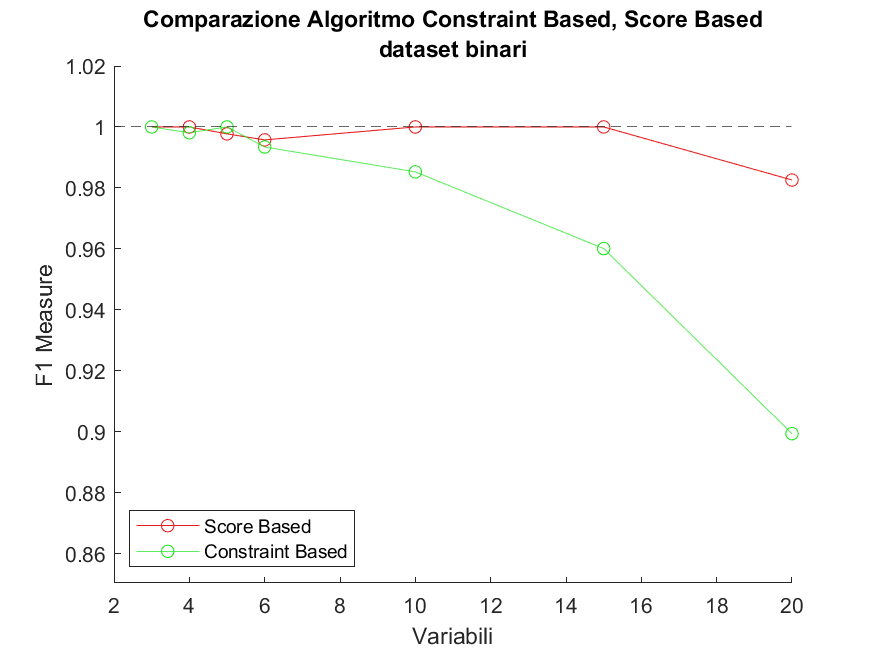 Comparazione Algoritmo Constraint Based, Score Based
dataset binari
1.02
1
0.98
0.96
0.94
0.92
0.9
0.88
0.86
F1 Measure
Score Based
Constraint Based
2 4 6 8 10 12 14 16 18 20
Variabili